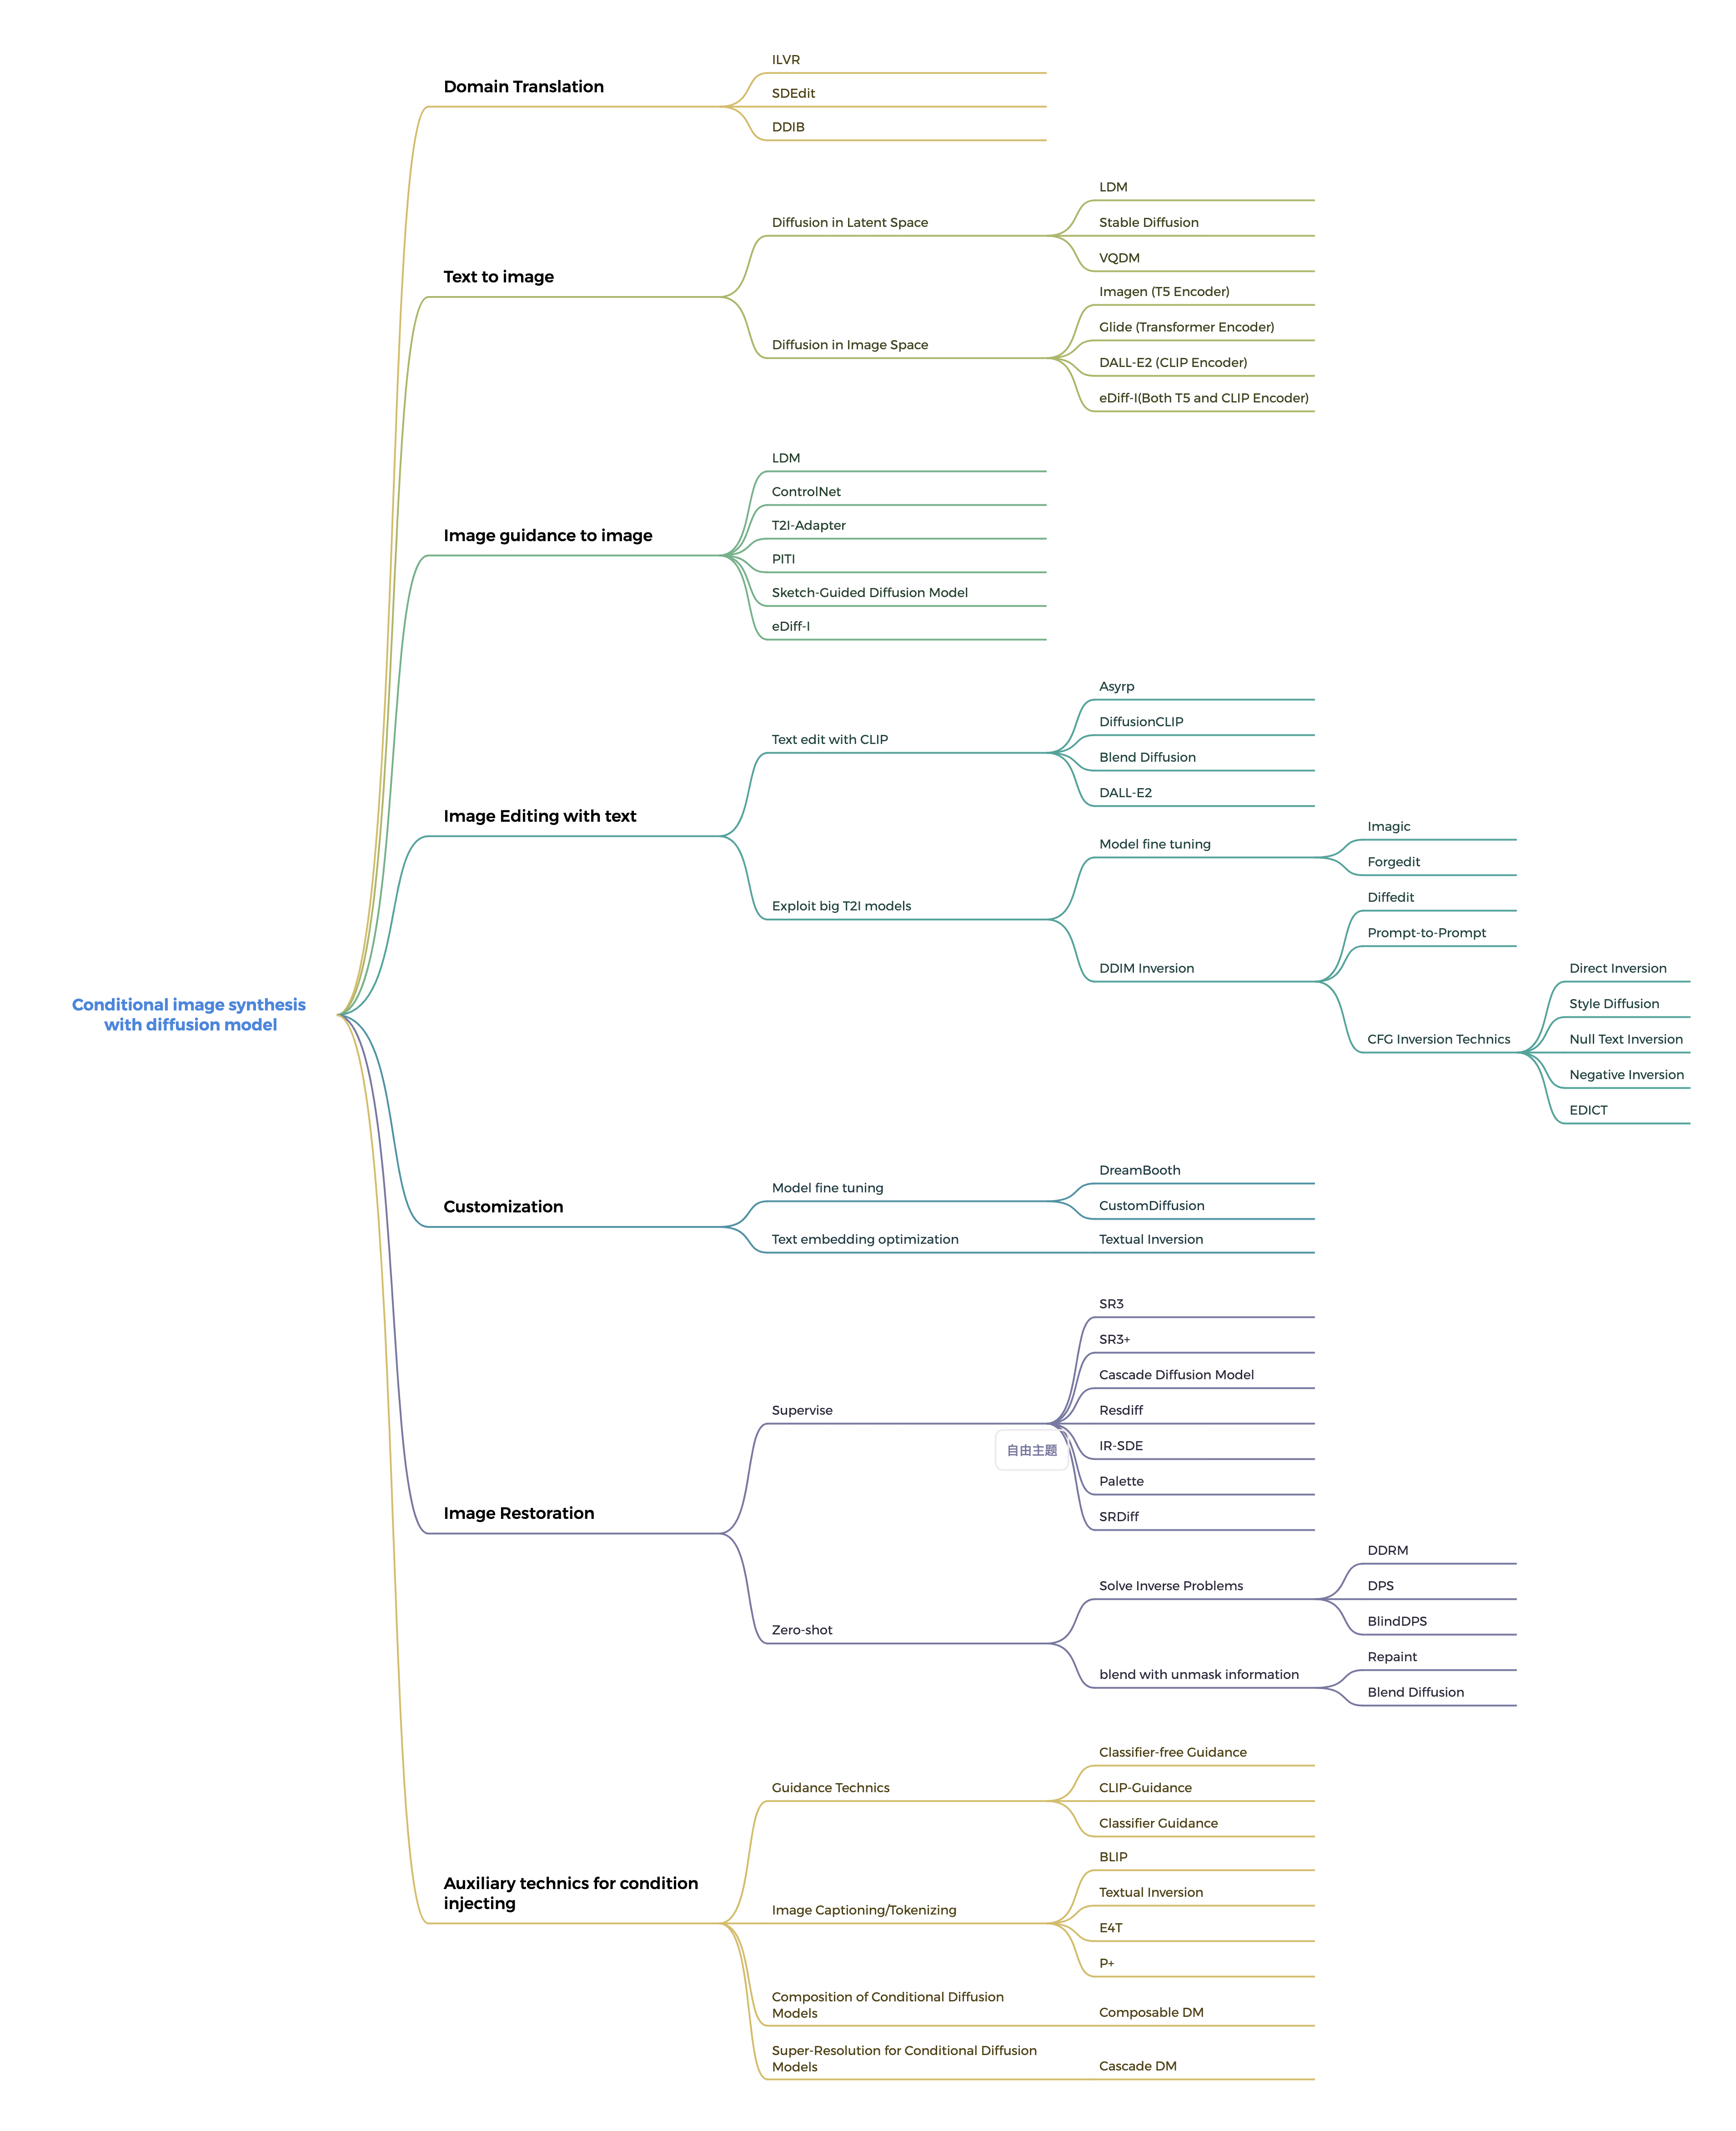 Conditional image synthesis
with diffusion model
Domain Translation
ILVR
SDEdit
DDIB
Text to image
Diffusion in Latent Space
LDM
Stable Diffusion
VQDM
Diffusion in Image Space
Imagen (T5 Encoder)
Glide (Transformer Encoder)
DALL-E2 (CLIP Encoder)
eDiff-I(Both T5 and CLIP Encoder)
Image guidance to image
LDM
ControlNet
T2I-Adapter
PITI
Sketch-Guided Diffusion Model
eDiff-I
Image Editing with text
Text edit with CLIP
Asyrp
DiffusionCLIP
Blend Diffusion
DALL-E2
Exploit big T2I models
Model fine tuning
Imagic
Forgedit
DDIM Inversion
Diffedit
Prompt-to-Prompt
CFG Inversion Technics
Direct Inversion
Style Diffusion
Null Text Inversion
Negative Inversion
EDICT
Customization
Model fine tuning
DreamBooth
CustomDiffusion
Text embedding optimization
Textual Inversion
Image Restoration
Supervise
SR3
SR3+
Cascade Diffusion Model
Resdiff
IR-SDE
Palette
SRDiff
自由主题
Zero-shot
Solve Inverse Problems
DDRM
DPS
BlindDPS
blend with unmask information
Repaint
Blend Diffusion
Auxiliary technics for condition
injecting
Guidance Technics
Classifier-free Guidance
CLIP-Guidance
Classifier Guidance
Image Captioning/Tokenizing
BLIP
Textual Inversion
E4T
P+
Composition of Conditional Diffusion
Models
Composable DM
Super-Resolution for Conditional Diffusion
Models
Cascade DM